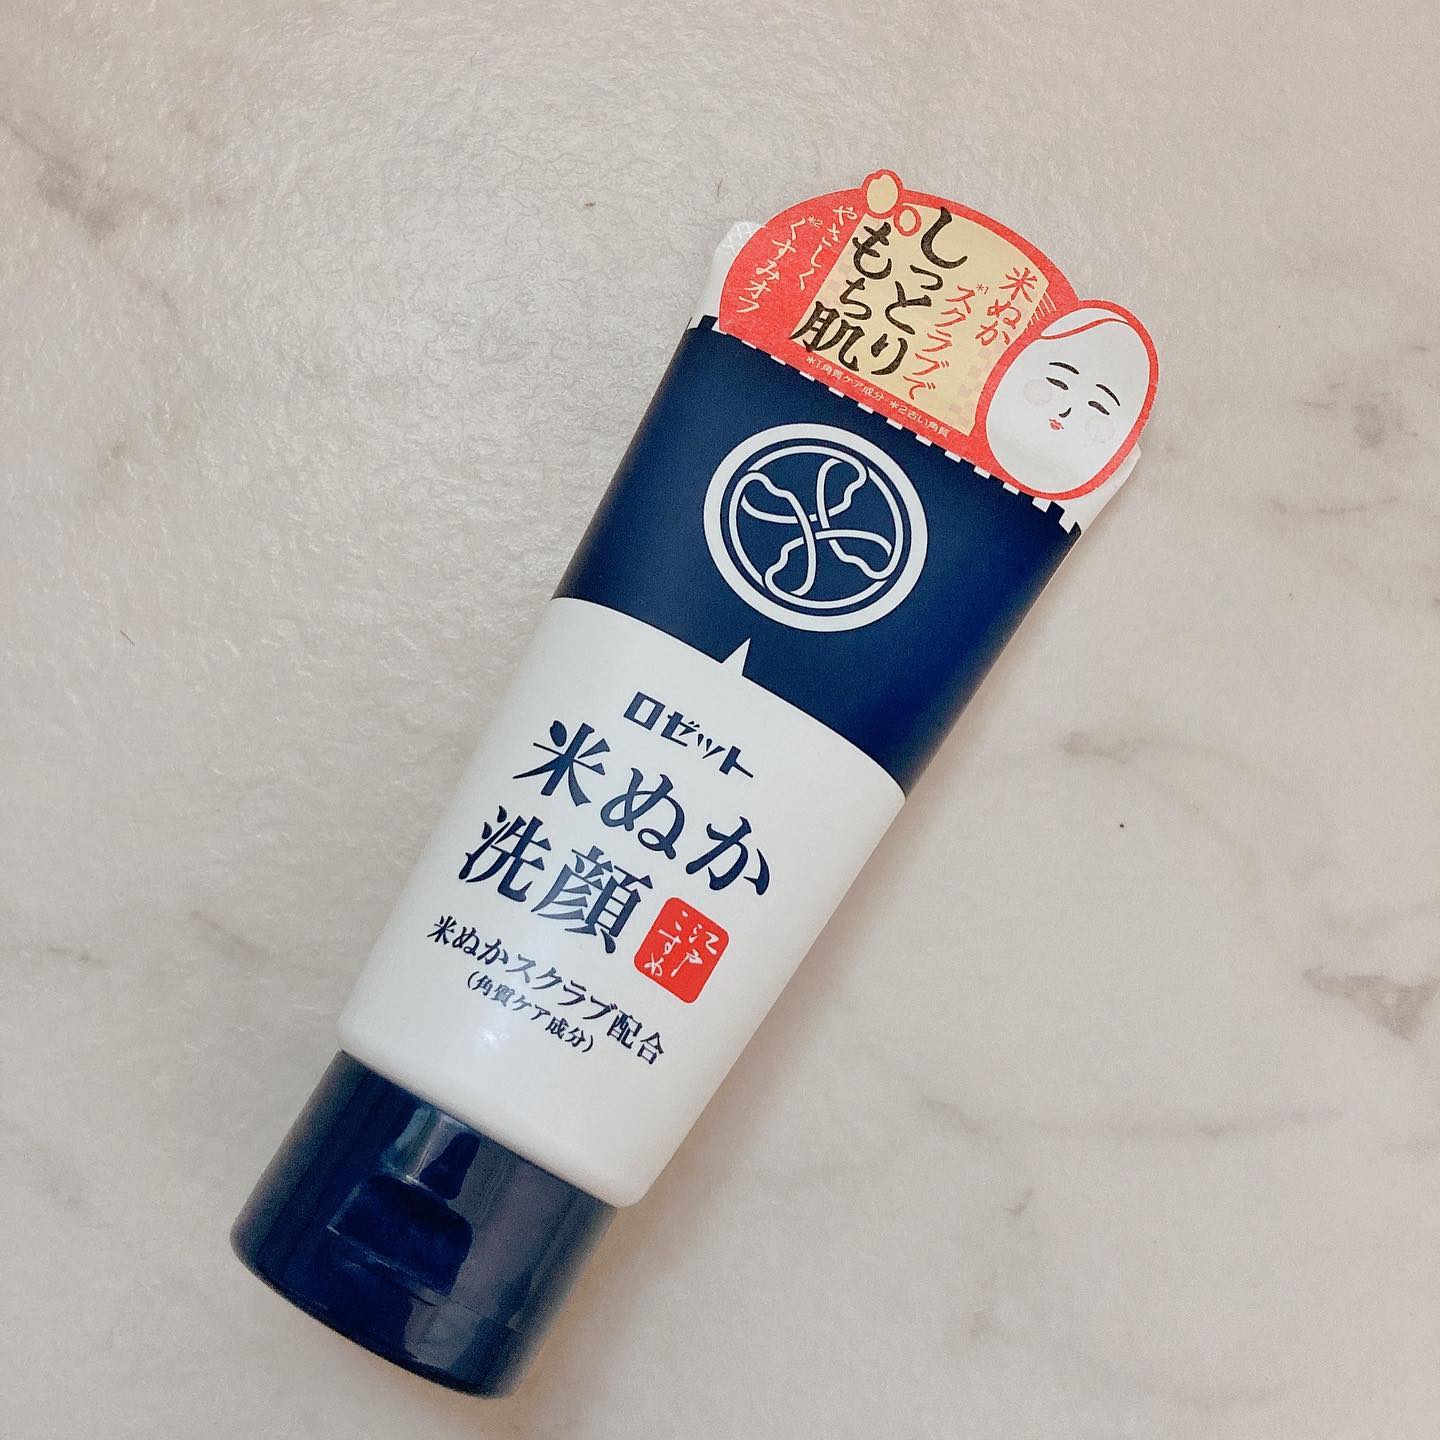 米ぬか
スクラブで*1
しっとり
もち肌
やさしく
くすみオフ*2
*1角質ケア成分 *2古い角質
ロゼット
米ぬか
洗顔
江戸
こすめ
米ぬかスクラブ配合
(角質ケア成分)